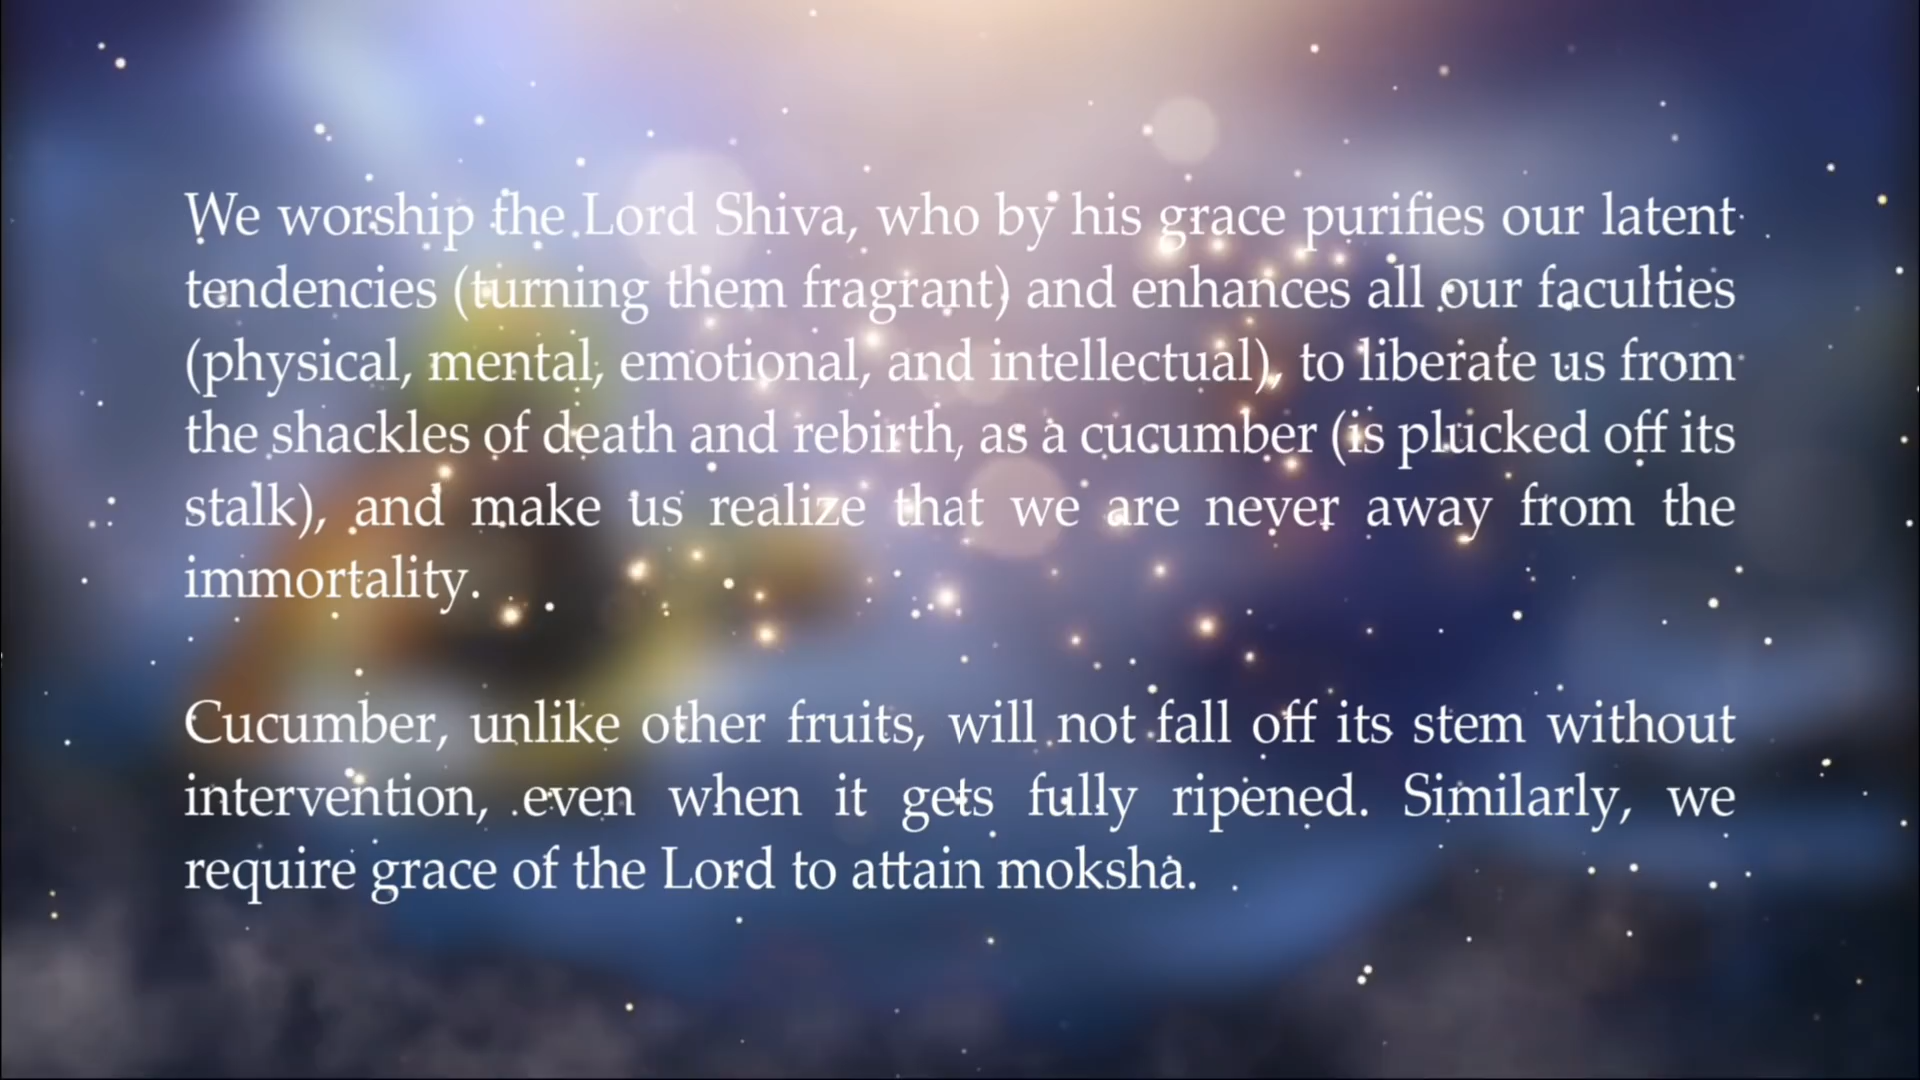 We worship the Lord Shiva, who by his grace purifies our latent
tendencies (turning them fragrant) and enhances all our faculties
(physical, mental, emotional, and intellectual), to liberate us from
the shackles of death and rebirth, as a cucumber (is plucked off its
stalk), and make us realize that we are never away from the
immortality.
Cucumber, unlike other fruits, will not fall off its stem without
intervention, even when it gets fully ripened. Similarly, we
require grace of the Lord to attain moksha.